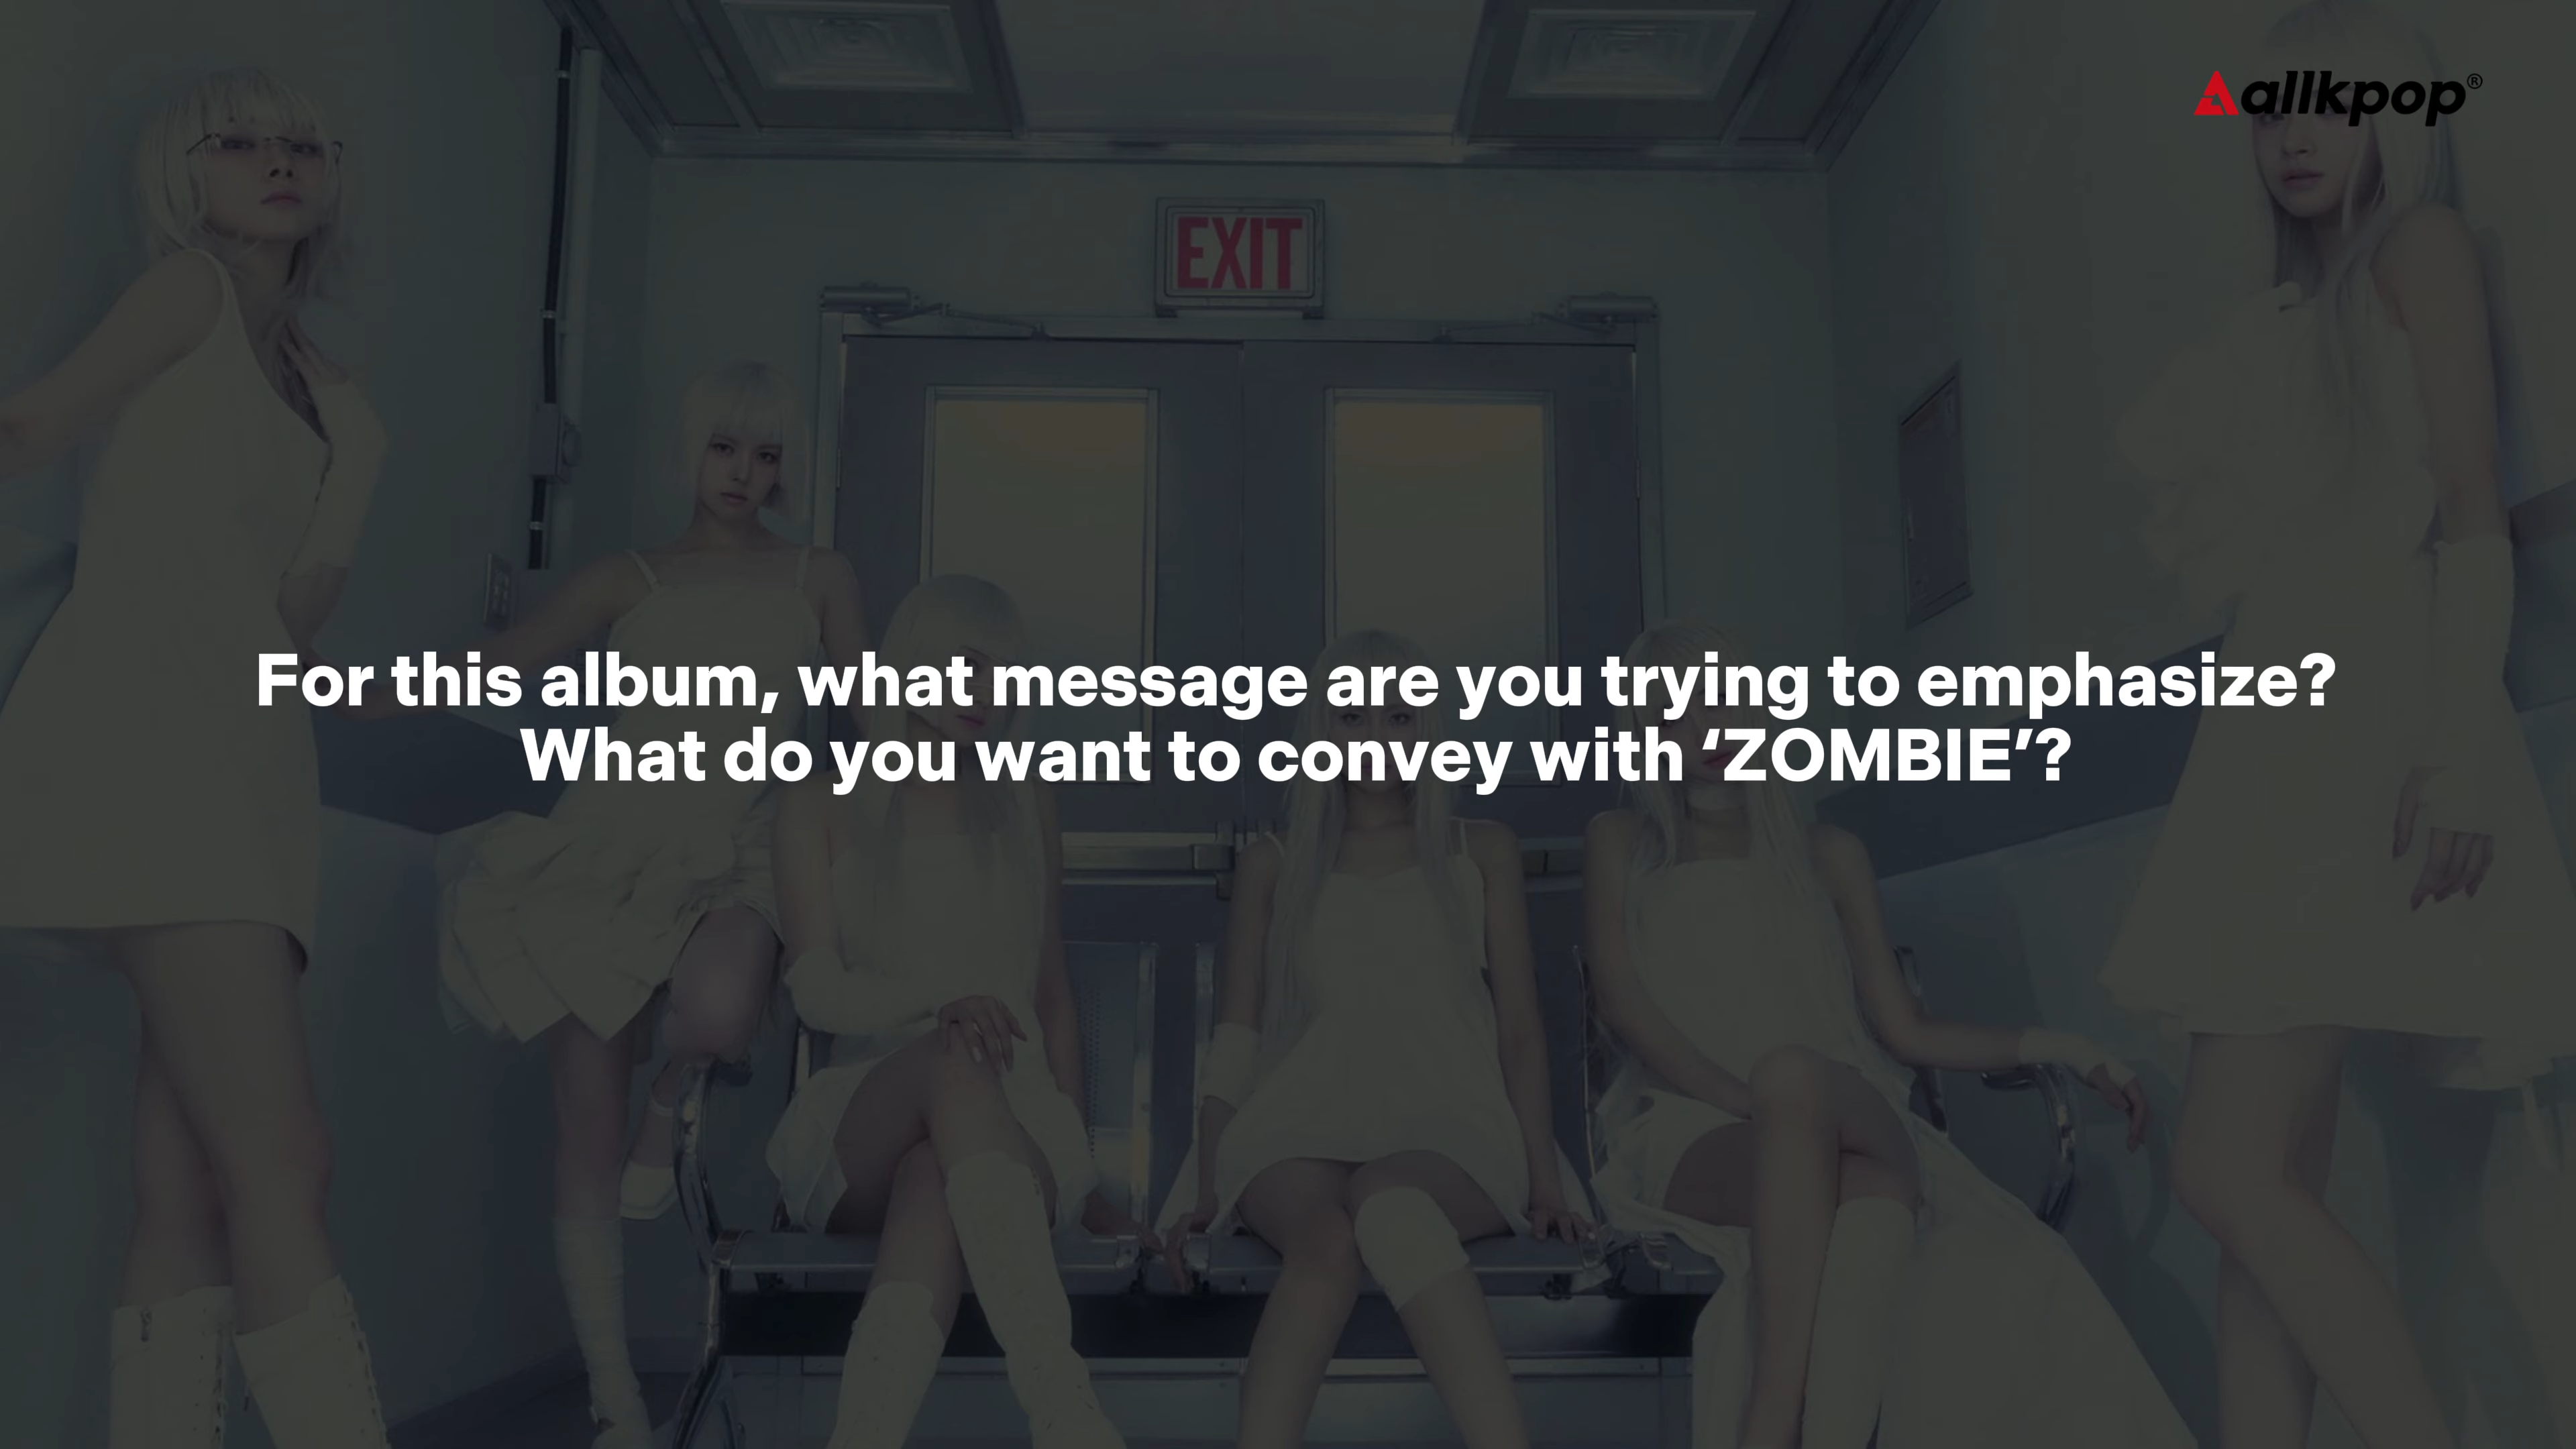 allkpop®
EXIT
For this album, what message are you trying to emphasize?
What do you want to convey with ‘ZOMBIE’?